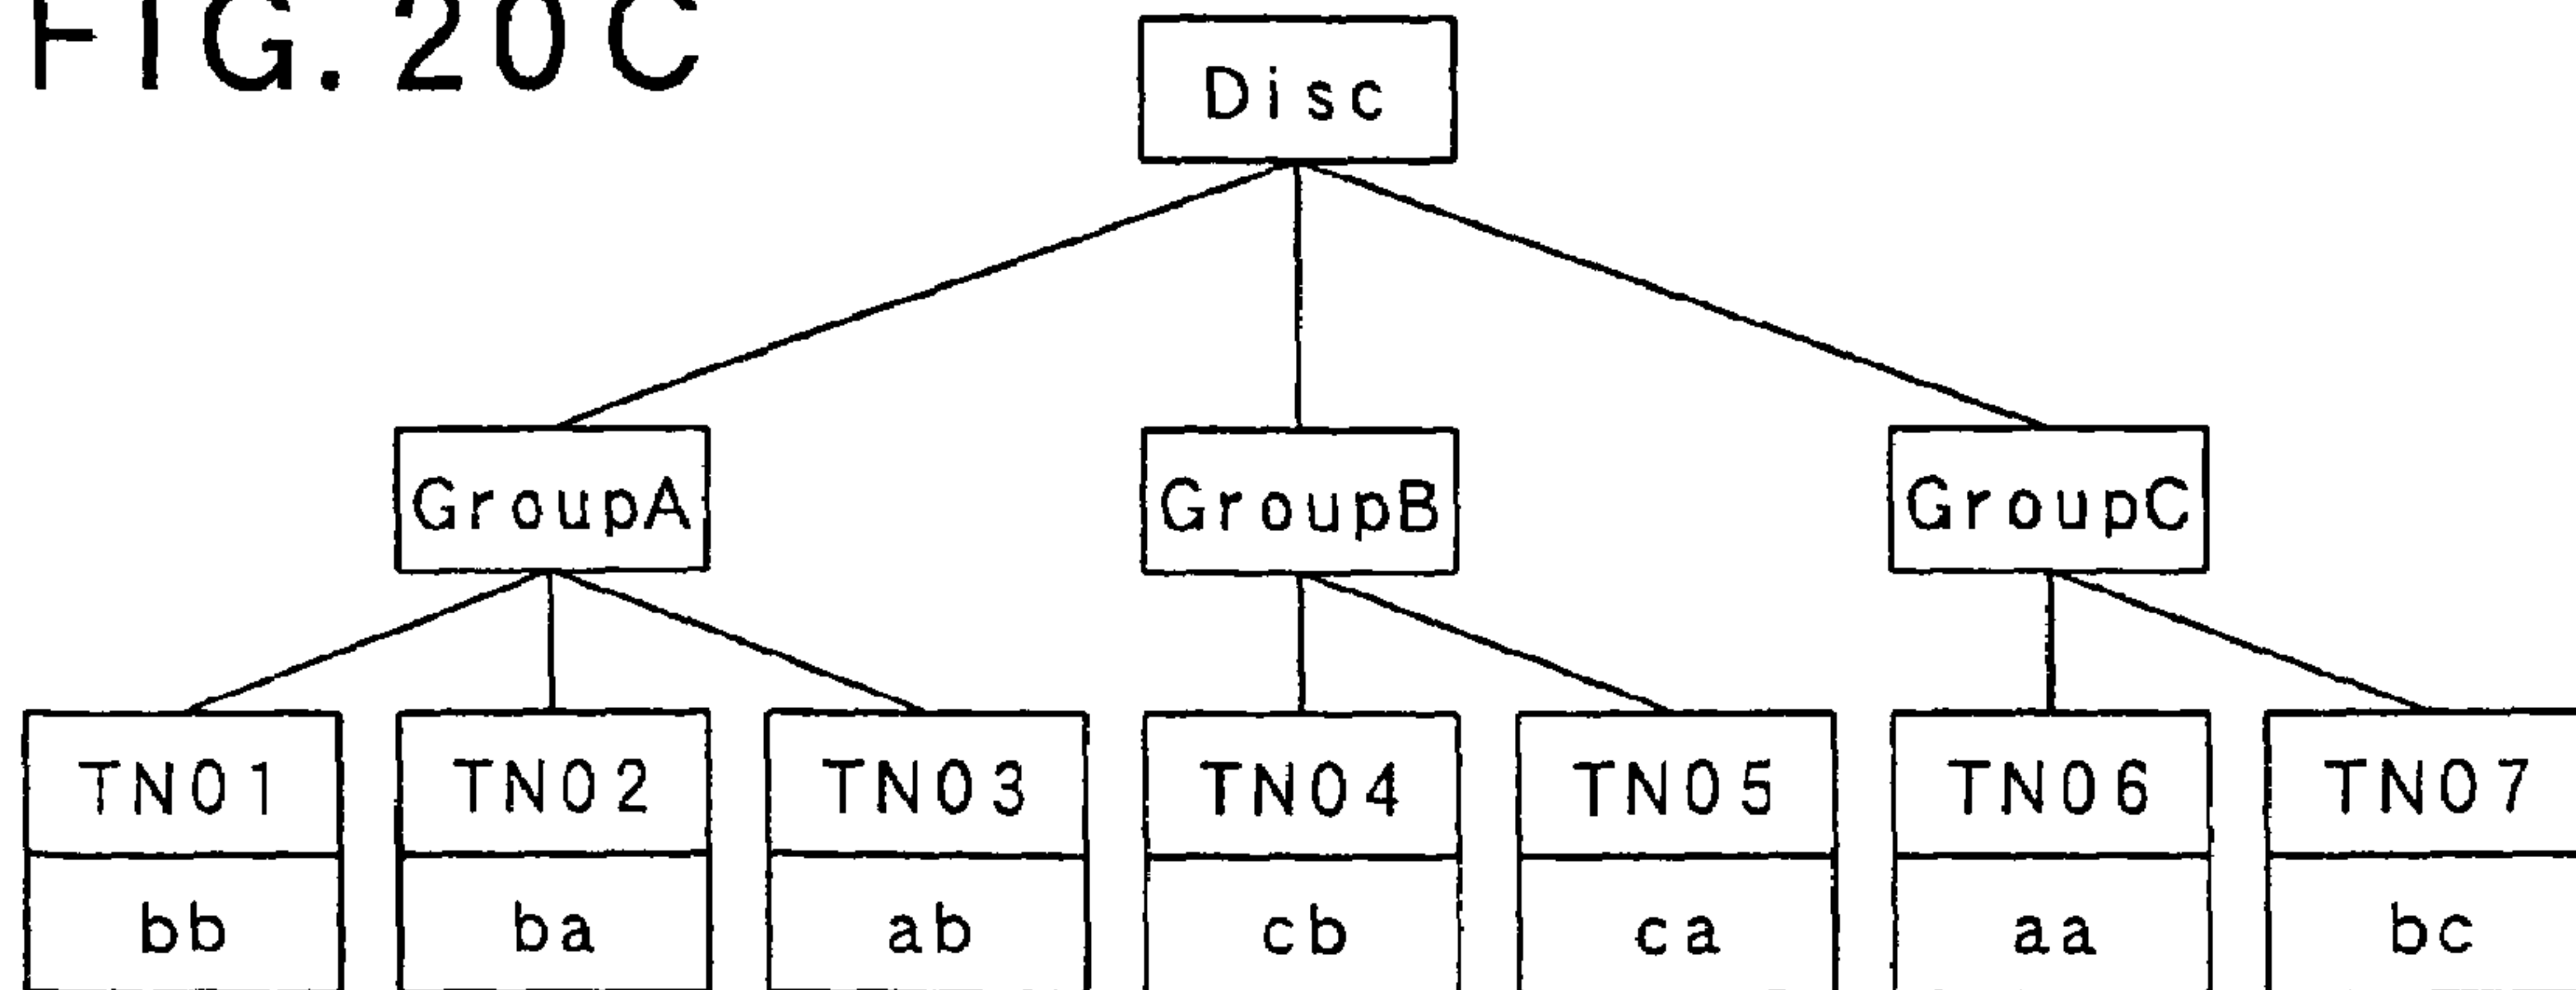 FIG. 20C
Disc
GroupA GroupB GroupC
TN01 TN02 TN03 TN04 TN05 TN06 TN07
bb ba ab cb ca aa bc